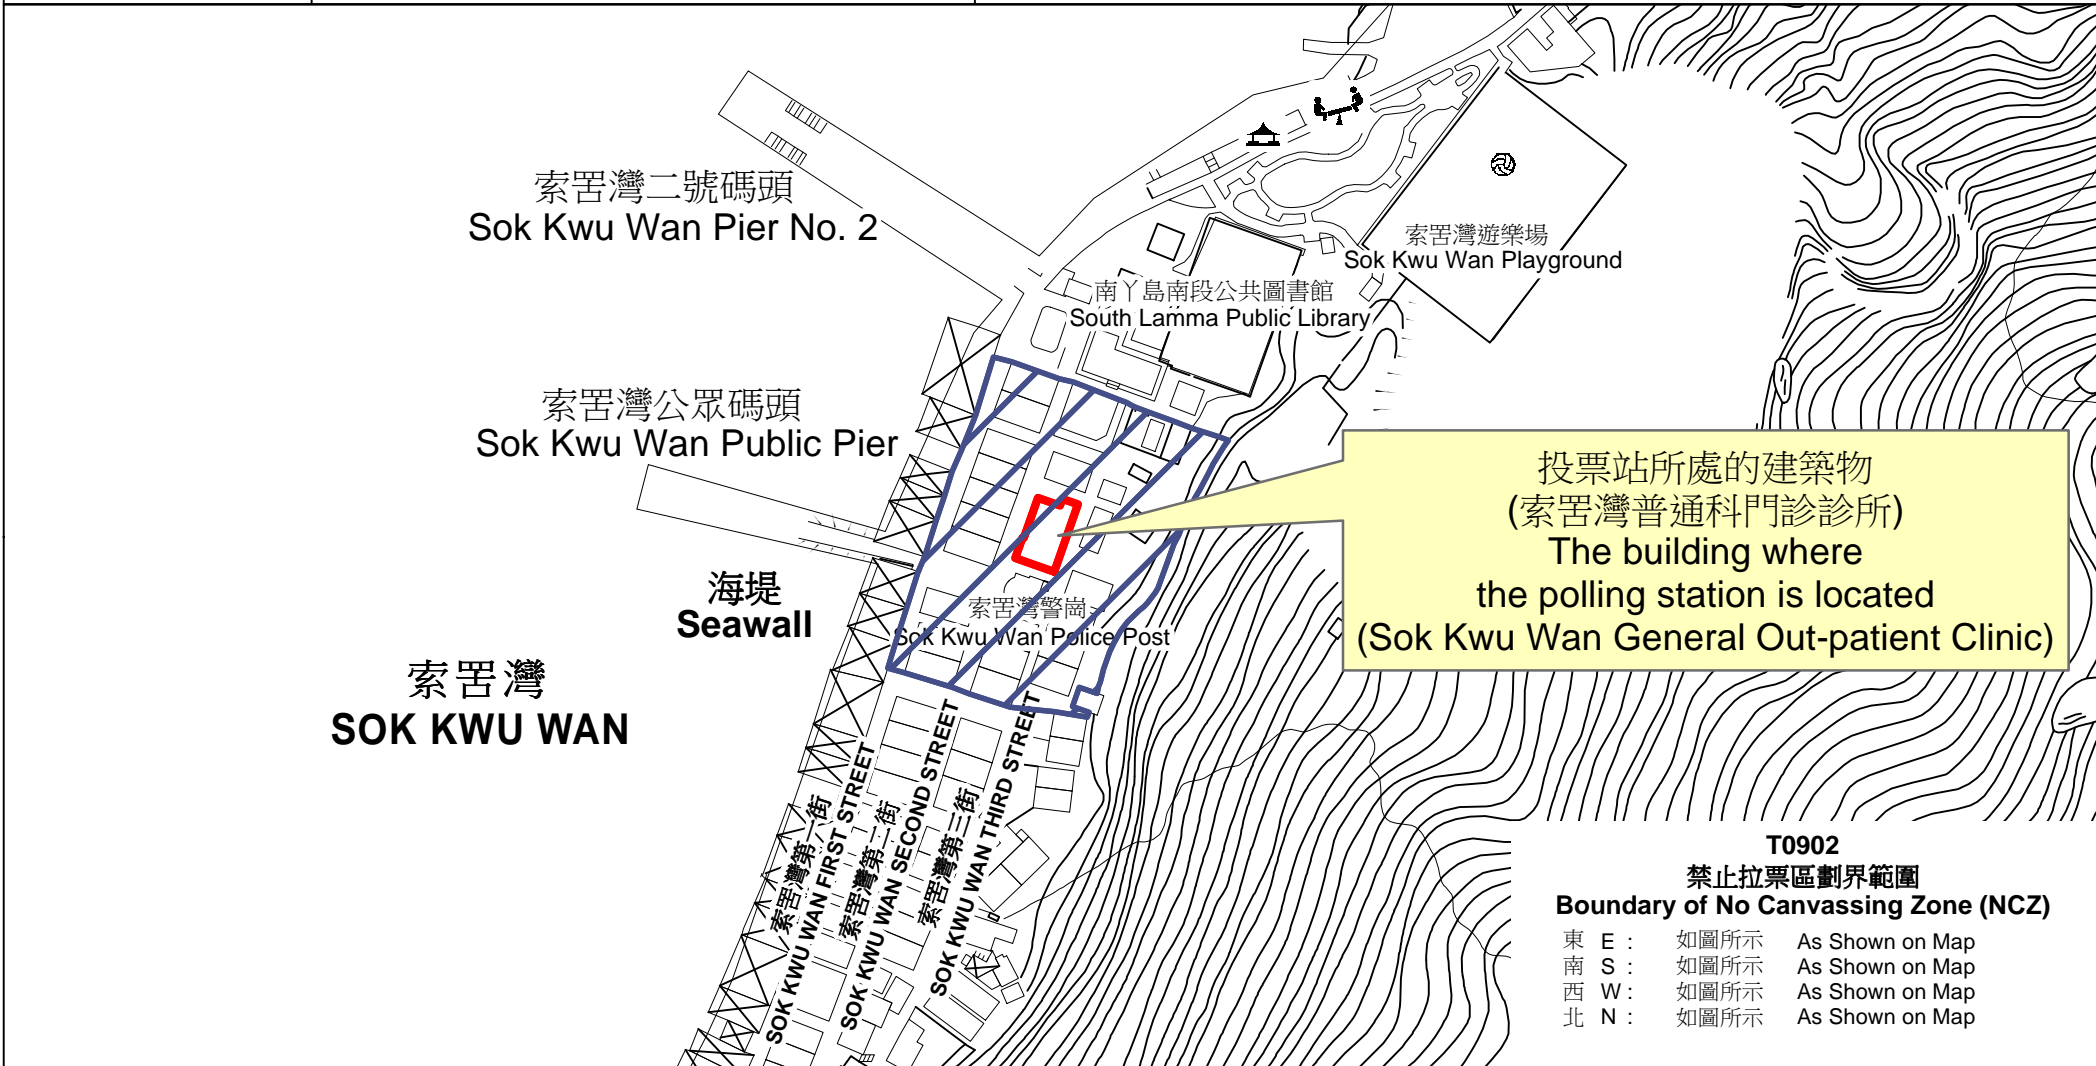 索罟灣二號碼頭
Sok Kwu Wan Pier No. 2
索罟灣遊樂場
Sok Kwu Wan Playground
南丫島南段公共圖書館
South Lamma Public Library
索罟灣公眾碼頭
Sok Kwu Wan Public Pier
投票站所處的建築物
(索罟灣普通科門診診所)
The building where
the polling station is located
(Sok Kwu Wan General Out-patient Clinic)
海堤
Seawall
索罟灣警崗
Sok Kwu Wan Police Post
索罟灣
SOK KWU WAN
索罟灣第一街
SOK KWU WAN FIRST STREET
索罟灣第二街
SOK KWU WAN SECOND STREET
索罟灣第三街
SOK KWU WAN THIRD STREET
T0902
禁止拉票區劃界範圍
Boundary of No Canvassing Zone (NCZ)
東 E : 如圖所示 As Shown on Map
南 S : 如圖所示 As Shown on Map
西 W : 如圖所示 As Shown on Map
北 N : 如圖所示 As Shown on Map